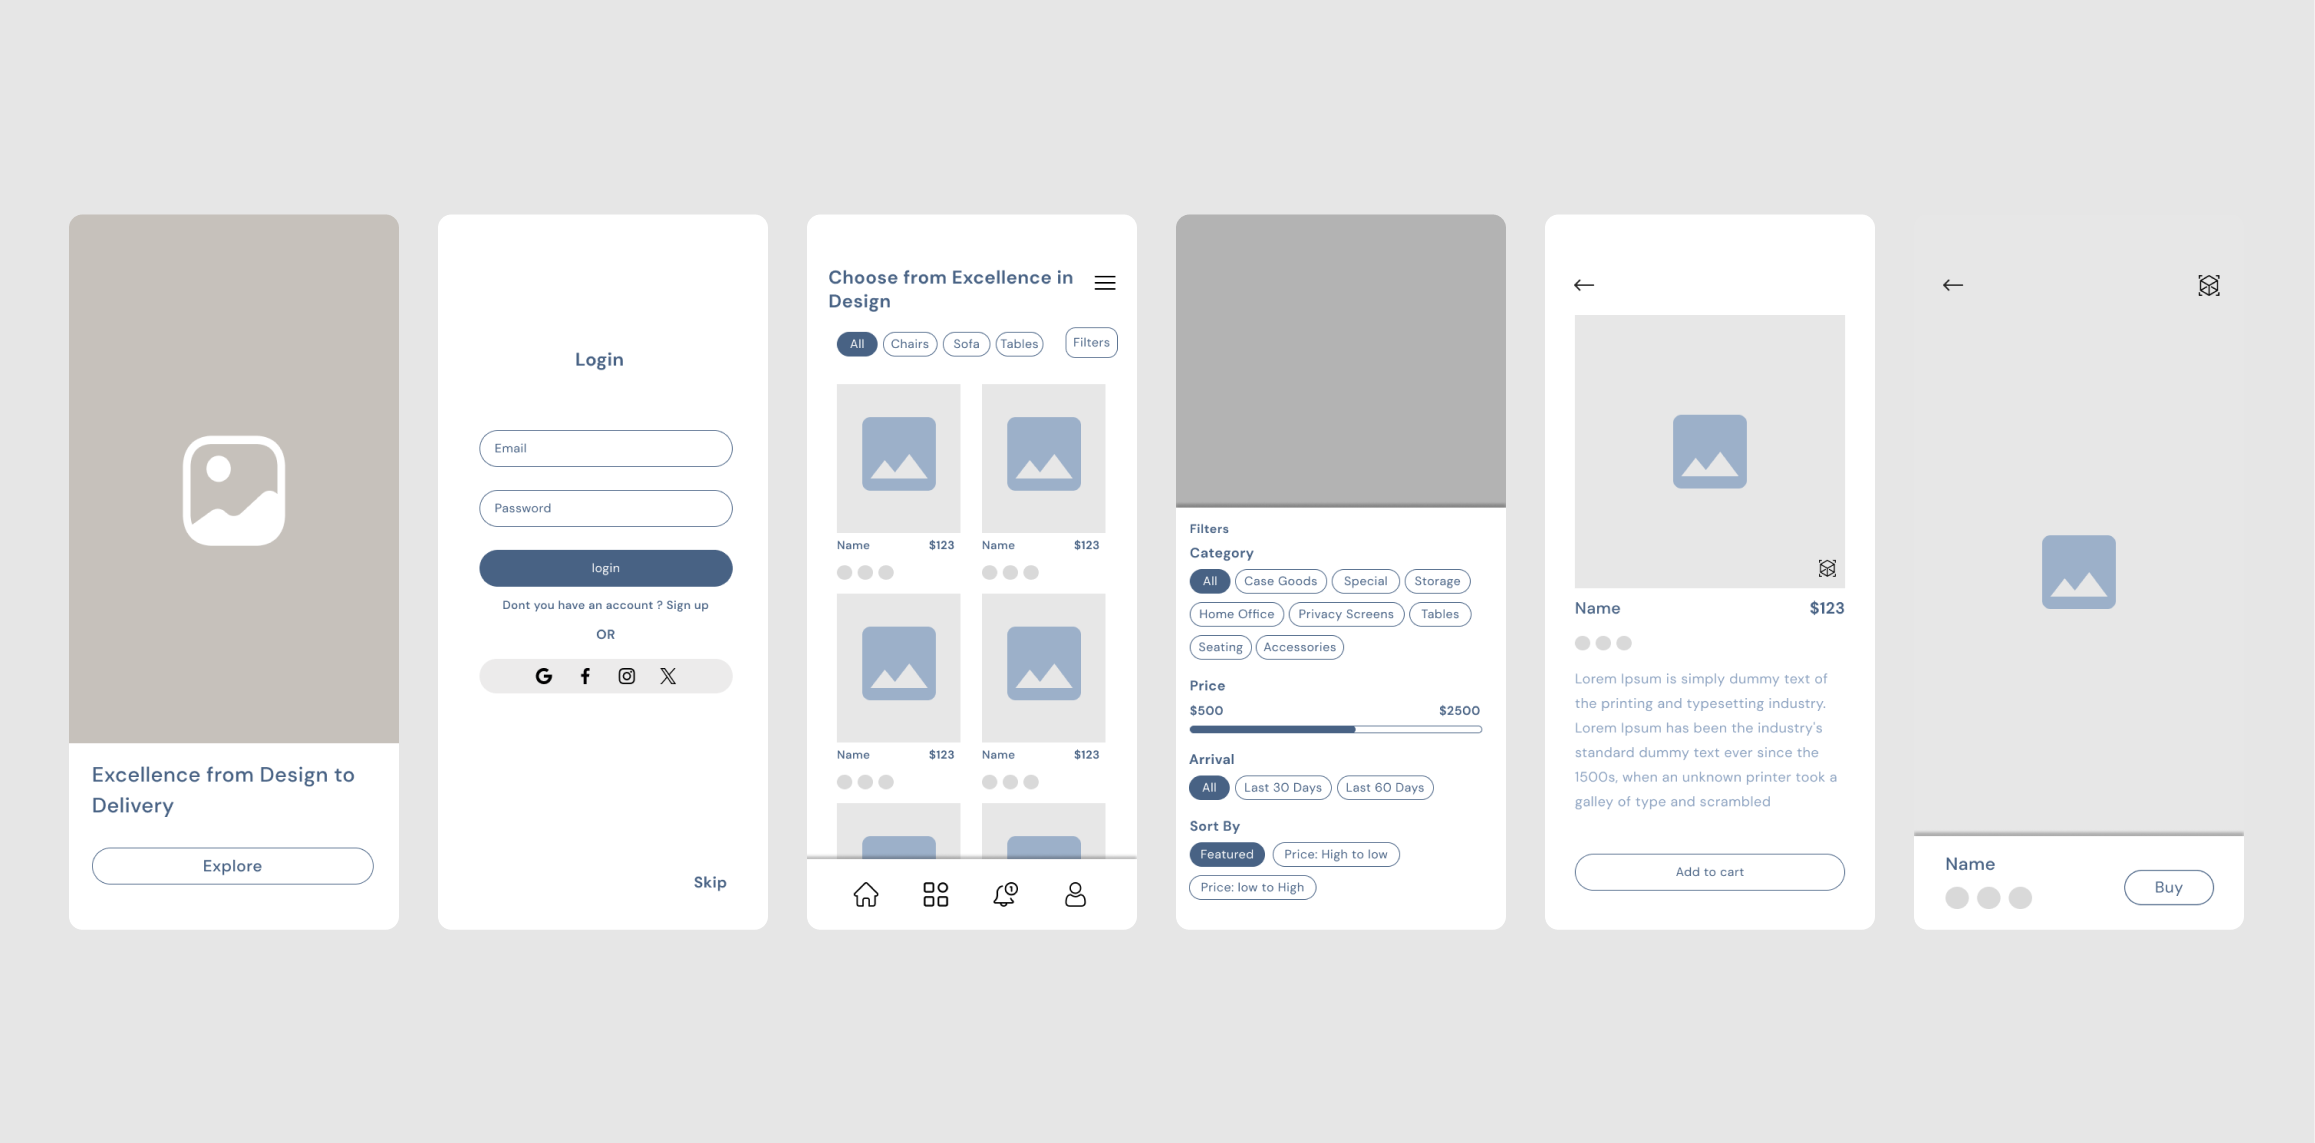 Excellence from Design to
Delivery
Explore
Login
Email
Password
login
Dont you have an account ? Sign up
OR
Skip
Choose from Excellence in
Design
All Chairs Sofa Tables Filters
Name $123 Name $123
Name $123 Name $123
1
Filters
Category
All Case Goods Special Storage
Home Office Privacy Screens Tables
Seating Accessories
Price
$500 $2500
Arrival
All Last 30 Days Last 60 Days
Sort By
Featured Price: High to low
Price: low to High
Name $123
Lorem Ipsum is simply dummy text of
the printing and typesetting industry.
Lorem Ipsum has been the industry's
standard dummy text ever since the
1500s, when an unknown printer took a
galley of type and scrambled
Add to cart
Name
Buy